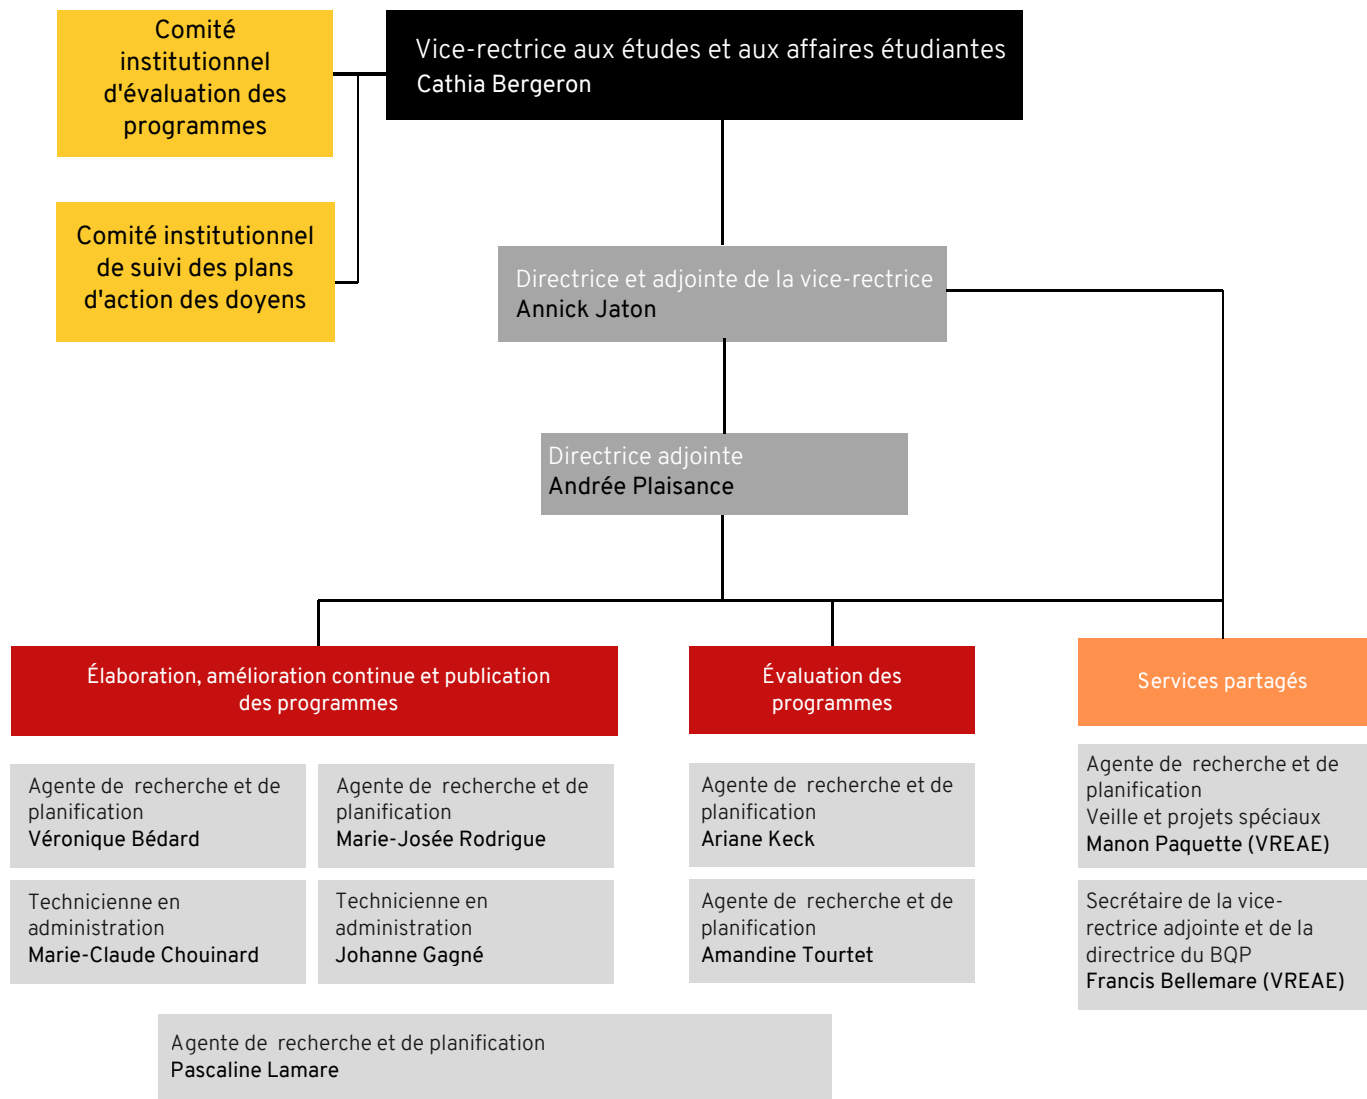 Comité
institutionnel
d'évaluation des
programmes
Vice-rectrice aux études et aux affaires étudiantes
Cathia Bergeron
Comité institutionnel
de suivi des plans
d'action des doyens
Directrice et adjointe de la vice-rectrice
Annick Jaton
Directrice adjointe
Andrée Plaisance
Élaboration, amélioration continue et publication
des programmes
Évaluation des
programmes
Services partagés
Agente de recherche et de
planification
Véronique Bédard
Agente de recherche et de
planification
Marie-Josée Rodrigue
Agente de recherche et de
planification
Ariane Keck
Agente de recherche et de
planification
Veille et projets spéciaux
Manon Paquette (VREAE)
Technicienne en
administration
Marie-Claude Chouinard
Technicienne en
administration
Johanne Gagné
Agente de recherche et de
planification
Amandine Tourtet
Secrétaire de la vice-
rectrice adjointe et de la
directrice du BQP
Francis Bellemare (VREAE)
Agente de recherche et de planification
Pascaline Lamare